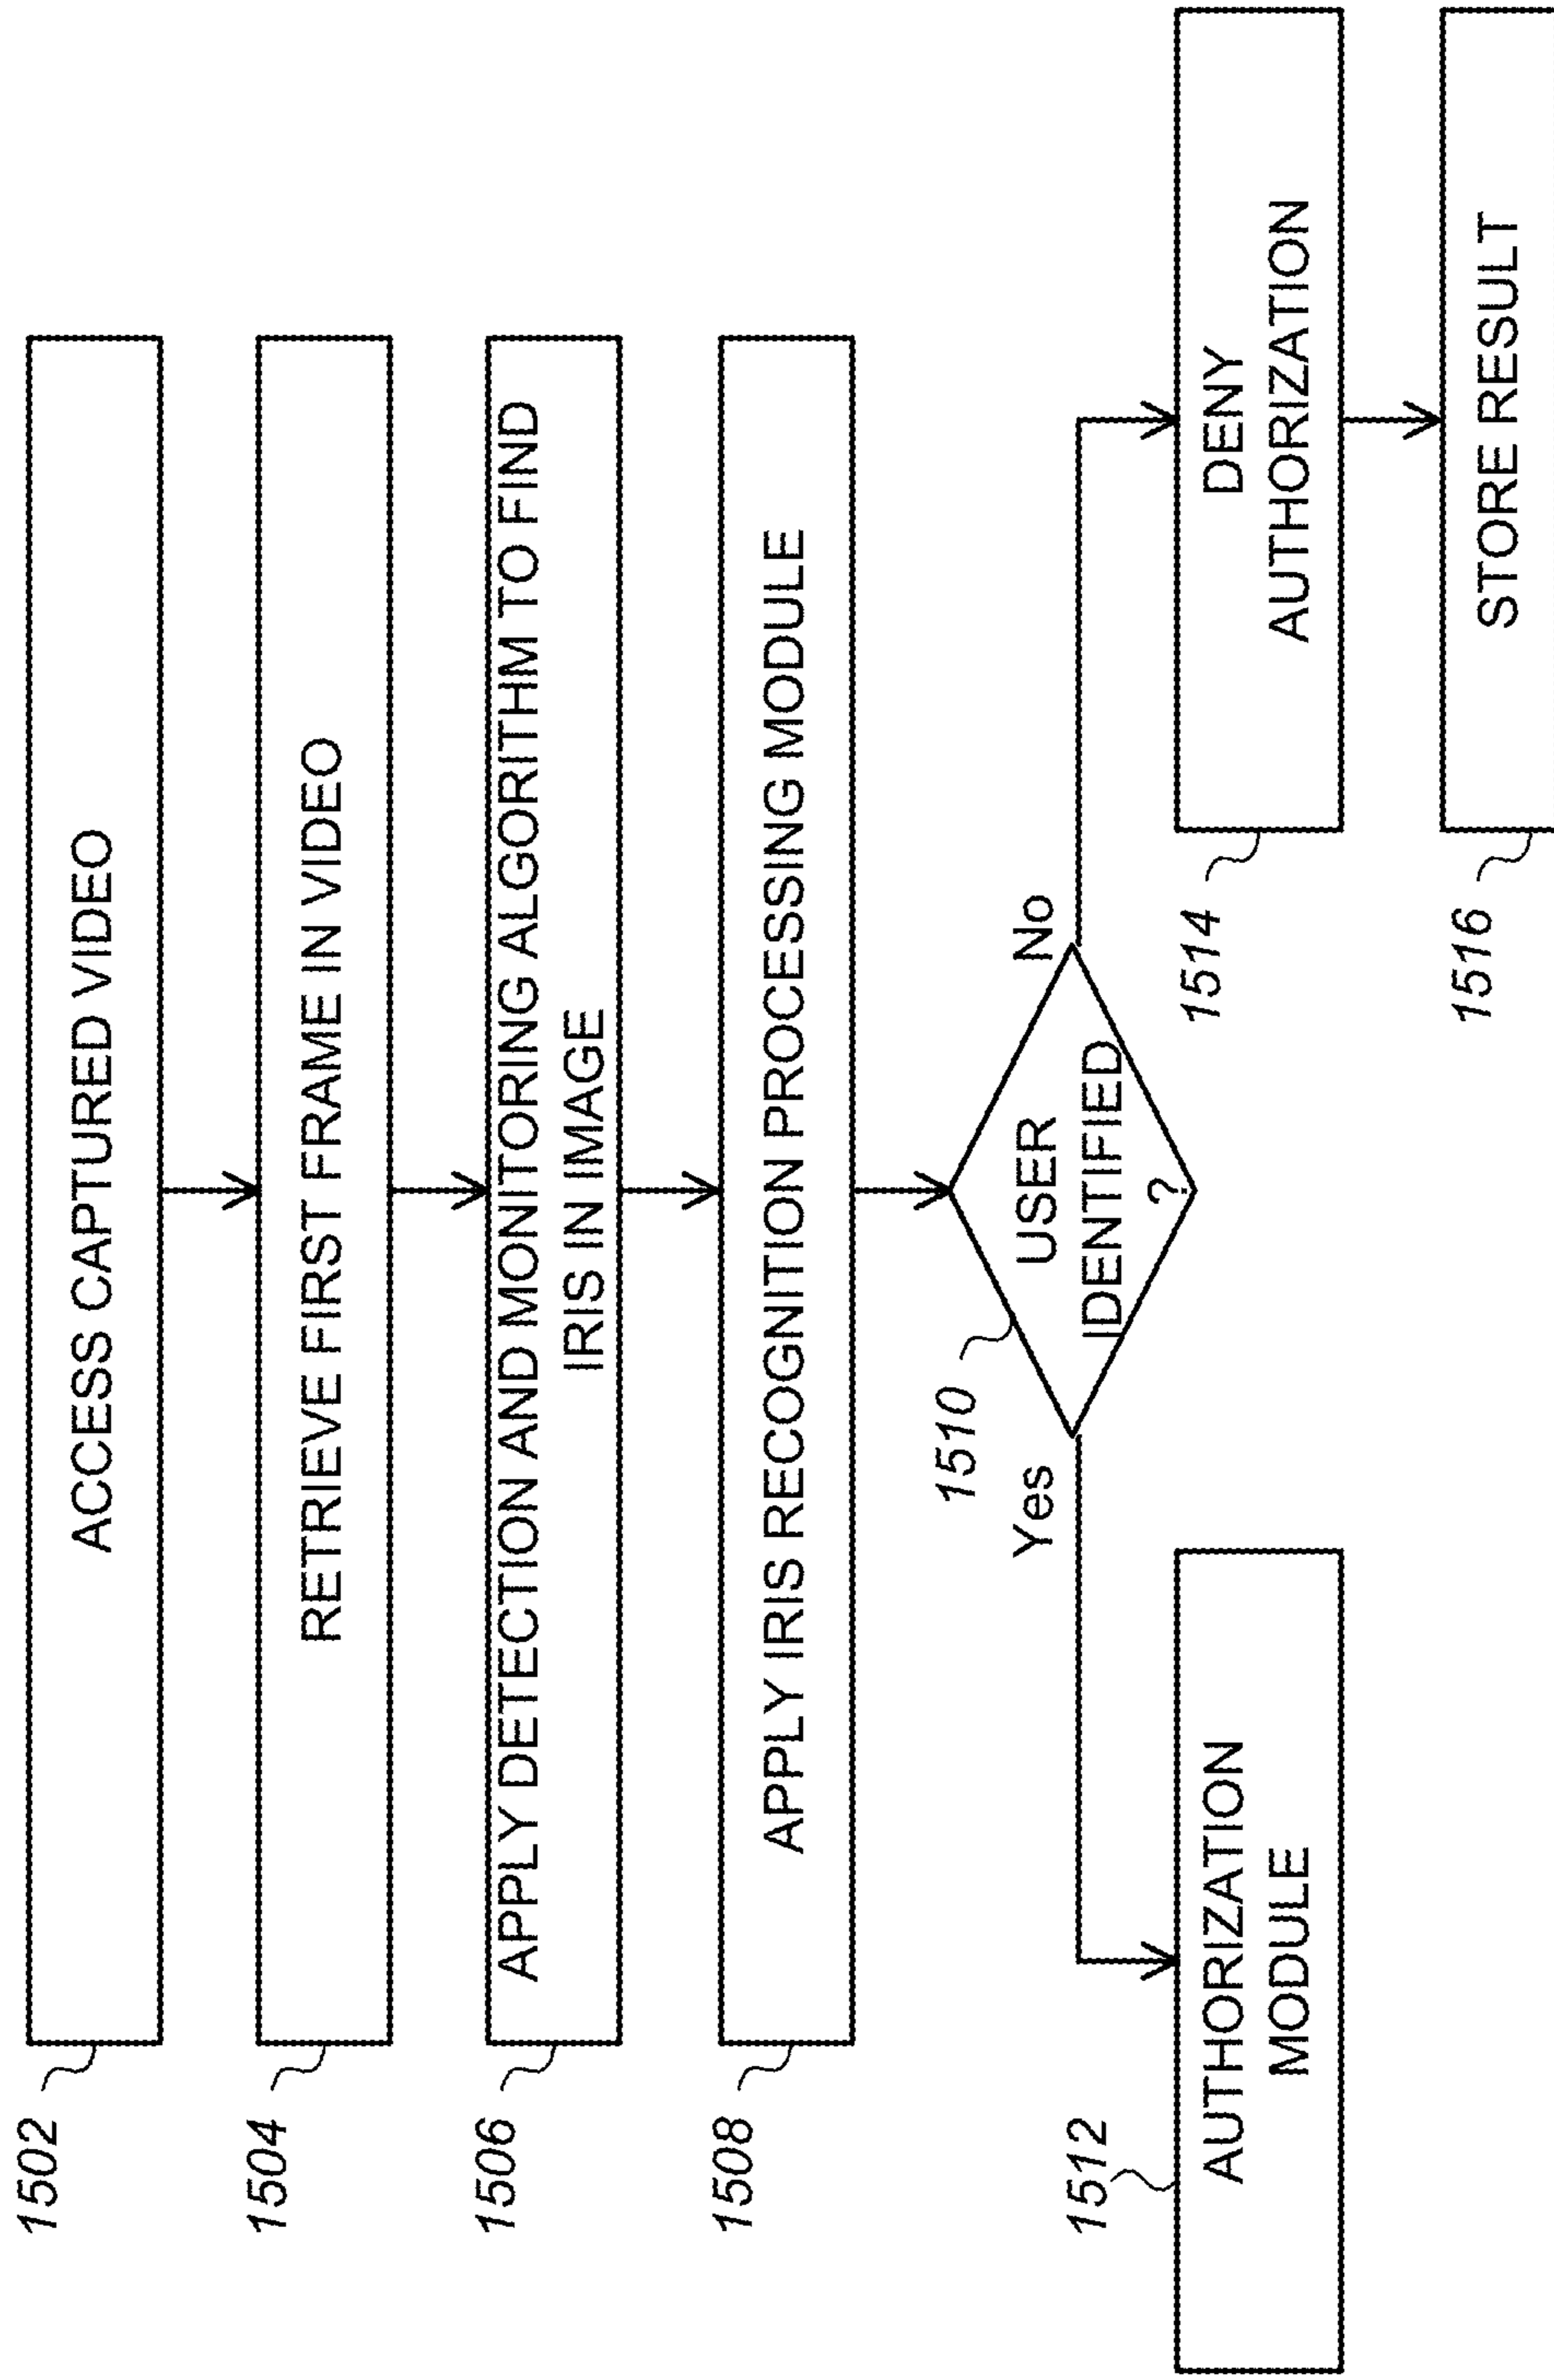 1502
ACCESS CAPTURED VIDEO
1504
RETRIEVE FIRST FRAME IN VIDEO
1506
APPLY DETECTION AND MONITORING ALGORITHM TO FIND
IRIS IN IMAGE
1508
APPLY IRIS RECOGNITION PROCESSING MODULE
1510
USER
IDENTIFIED
?
Yes
No
1512
AUTHORIZATION
MODULE
1514
DENY
AUTHORIZATION
1516
STORE RESULT